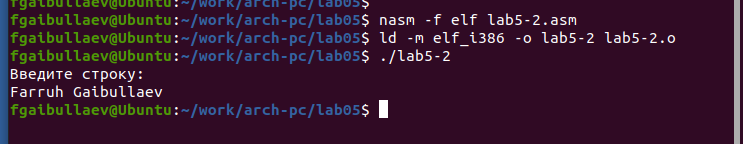 fgaibullaev@Ubuntu:~/work/arch-pc/lab05$ nasm -f elf lab5-2.asm
fgaibullaev@Ubuntu:~/work/arch-pc/lab05$ ld -m elf_i386 -o lab5-2 lab5-2.o
fgaibullaev@Ubuntu:~/work/arch-pc/lab05$ ./lab5-2
Введите строку:
Farruh Gaibullaev
fgaibullaev@Ubuntu:~/work/arch-pc/lab05$